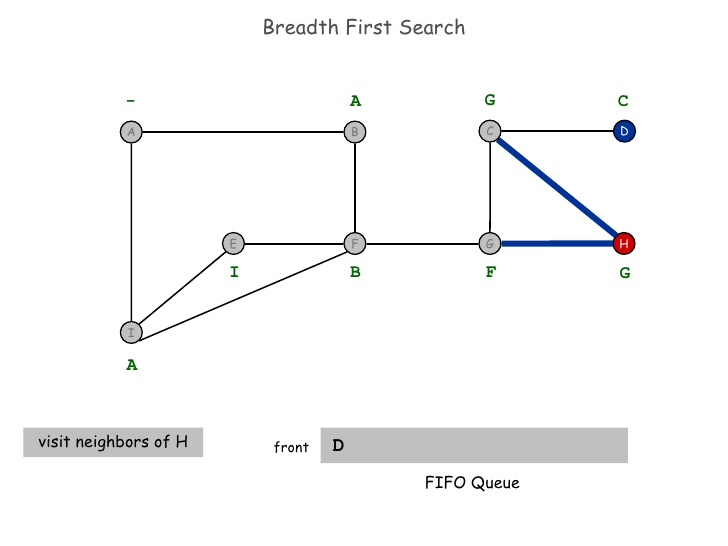 Breadth First Search
- A G C
A B C D
E F G H
I B F G
I
A
visit neighbors of H front D
FIFO Queue